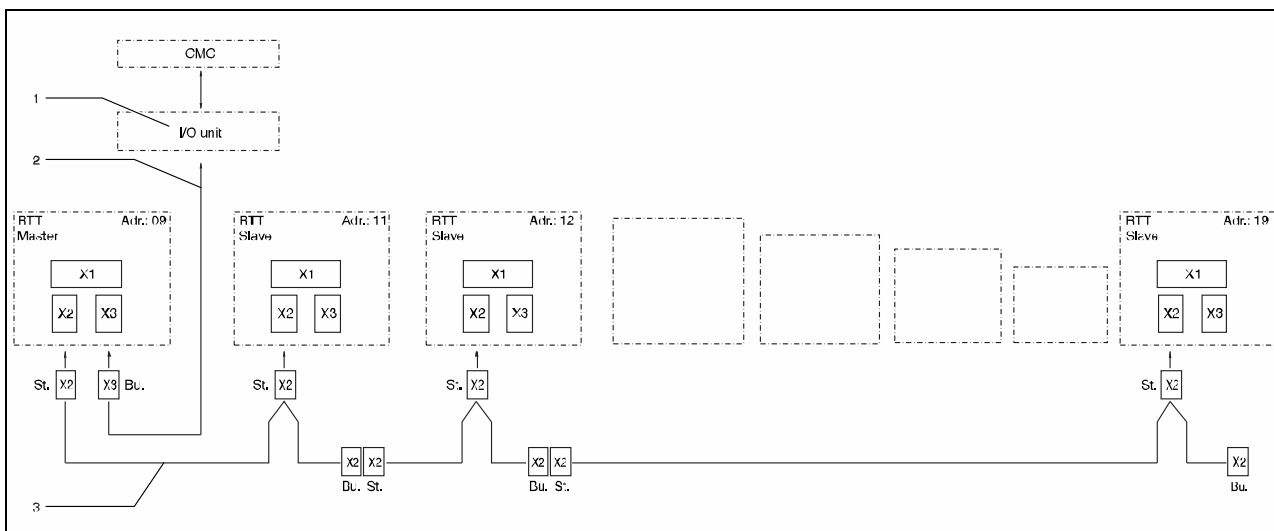 CMC
1
I/O unit
2
RTT Adr.: 09
Master
X1
X2 X3
RTT Adr.: 11
Slave
X1
X2 X3
RTT Adr.: 12
Slave
X1
X2 X3
RTT Adr.: 19
Slave
X1
X2 X3
St. X2 X3 Bu.
St. X2
St. X2
St. X2
X2 X2
Bu. St.
X2 X2
Bu. St.
X2
Bu.
3